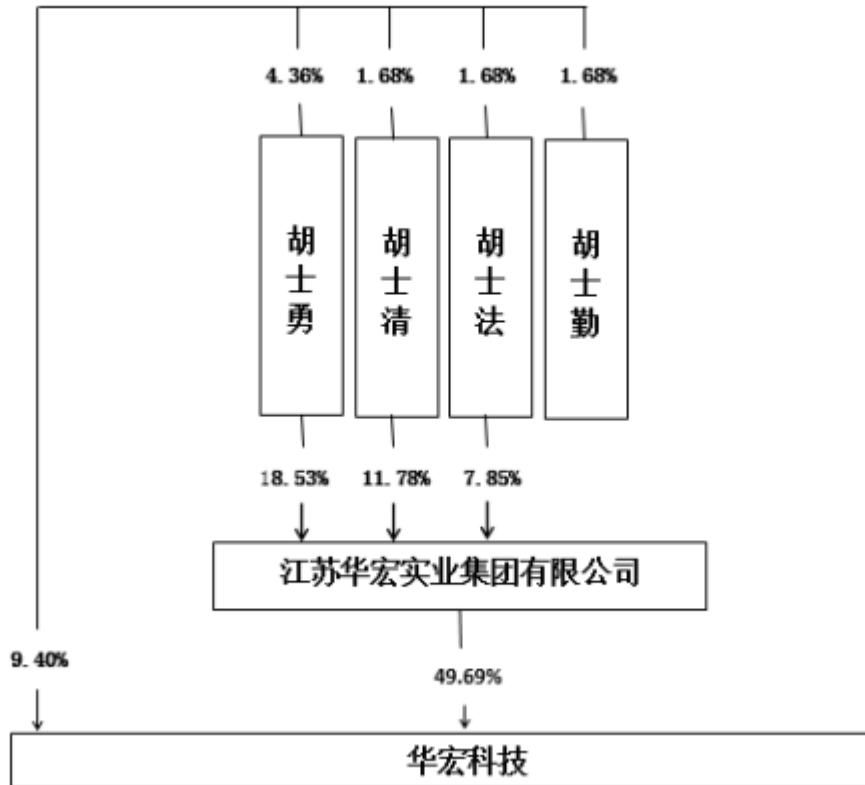 4.36% 1.68% 1.68% 1.68%
胡士勇
胡士清
胡士法
胡士勤
18.53% 11.78% 7.85%
江苏华宏实业集团有限公司
9.40%
49.69%
华宏科技